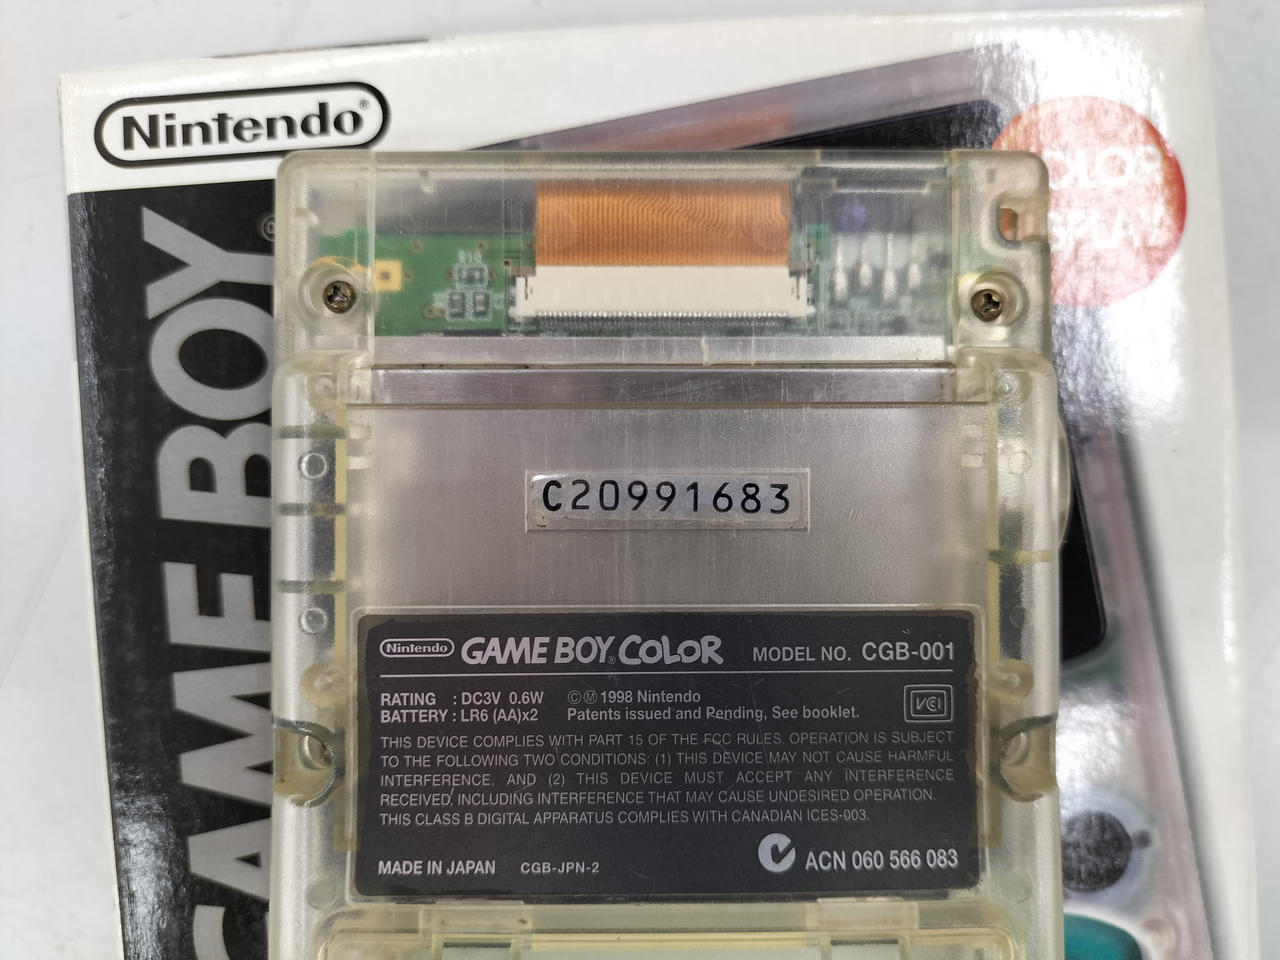 Nintendo®
GAME BOY®
COLOR
C20991683
Nintendo GAME BOY® COLOR MODEL NO. CGB-001
RATING : DC3V 0.6W ⒸⓂ 1998 Nintendo
BATTERY : LR6 (AA)x2 Patents issued and Pending, See booklet.
VCI
THIS DEVICE COMPLIES WITH PART 15 OF THE FCC RULES. OPERATION IS SUBJECT
TO THE FOLLOWING TWO CONDITIONS: (1) THIS DEVICE MAY NOT CAUSE HARMFUL
INTERFERENCE, AND (2) THIS DEVICE MUST ACCEPT ANY INTERFERENCE
RECEIVED, INCLUDING INTERFERENCE THAT MAY CAUSE UNDESIRED OPERATION.
THIS CLASS B DIGITAL APPARATUS COMPLIES WITH CANADIAN ICES-003.
MADE IN JAPAN CGB-JPN-2 ACN 060 566 083